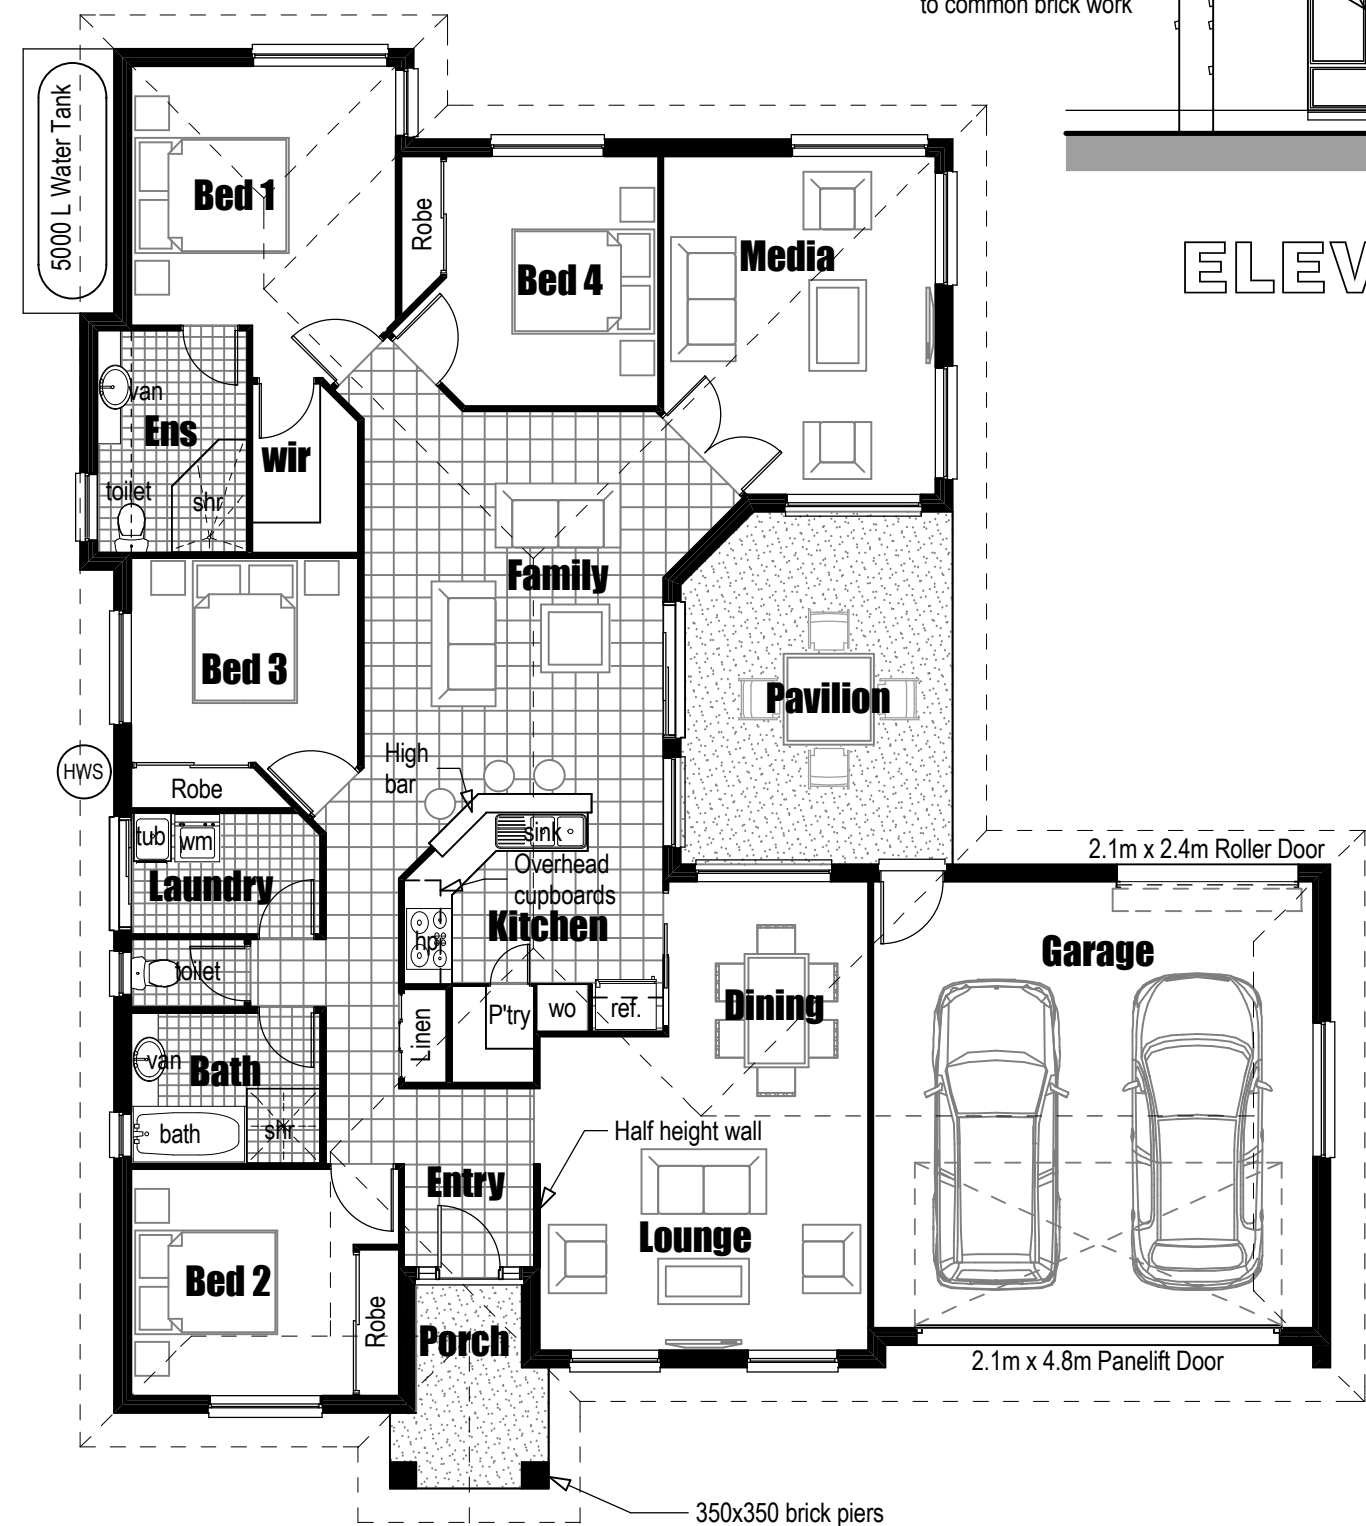 to common brick work
5000 L Water Tank
Bed 1
Robe
Bed 4
Media
ELEV
van
Ens
wir
toilet
shr
Family
Bed 3
Pavilion
High
bar
HWS
Robe
tub
wm
sink
Laundry
Overhead
cupboards
2.1m x 2.4m Roller Door
Kitchen
hp
Garage
toilet
P'try
wo
ref.
Dining
Linen
van
Bath
bath
shr
Half height wall
Entry
Lounge
Bed 2
Robe
Porch
2.1m x 4.8m Panelift Door
350x350 brick piers